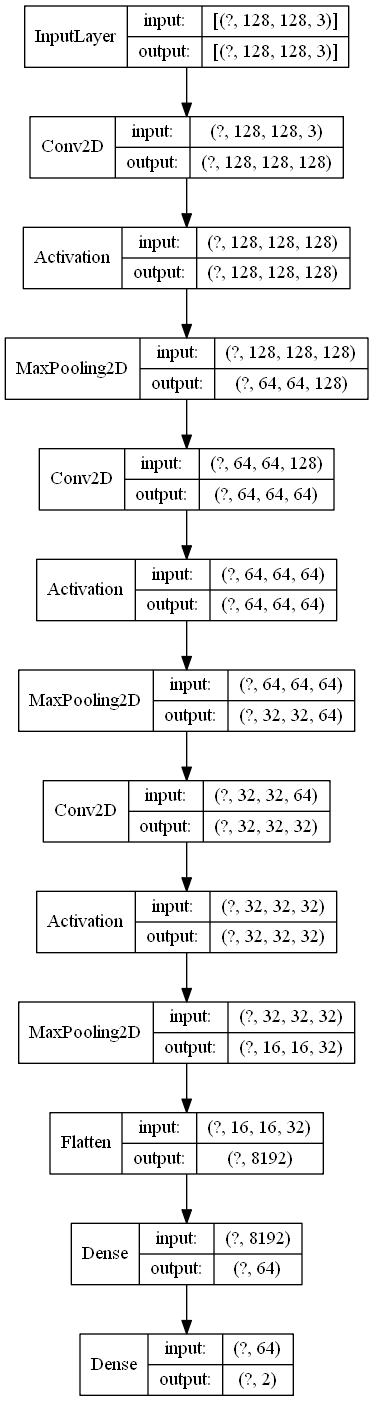 InputLayer input: [(?, 128, 128, 3)]
output: [(?, 128, 128, 3)]
Conv2D input: (?, 128, 128, 3)
output: (?, 128, 128, 128)
Activation input: (?, 128, 128, 128)
output: (?, 128, 128, 128)
MaxPooling2D input: (?, 128, 128, 128)
output: (?, 64, 64, 128)
Conv2D input: (?, 64, 64, 128)
output: (?, 64, 64, 64)
Activation input: (?, 64, 64, 64)
output: (?, 64, 64, 64)
MaxPooling2D input: (?, 64, 64, 64)
output: (?, 32, 32, 64)
Conv2D input: (?, 32, 32, 64)
output: (?, 32, 32, 32)
Activation input: (?, 32, 32, 32)
output: (?, 32, 32, 32)
MaxPooling2D input: (?, 32, 32, 32)
output: (?, 16, 16, 32)
Flatten input: (?, 16, 16, 32)
output: (?, 8192)
Dense input: (?, 8192)
output: (?, 64)
Dense input: (?, 64)
output: (?, 2)